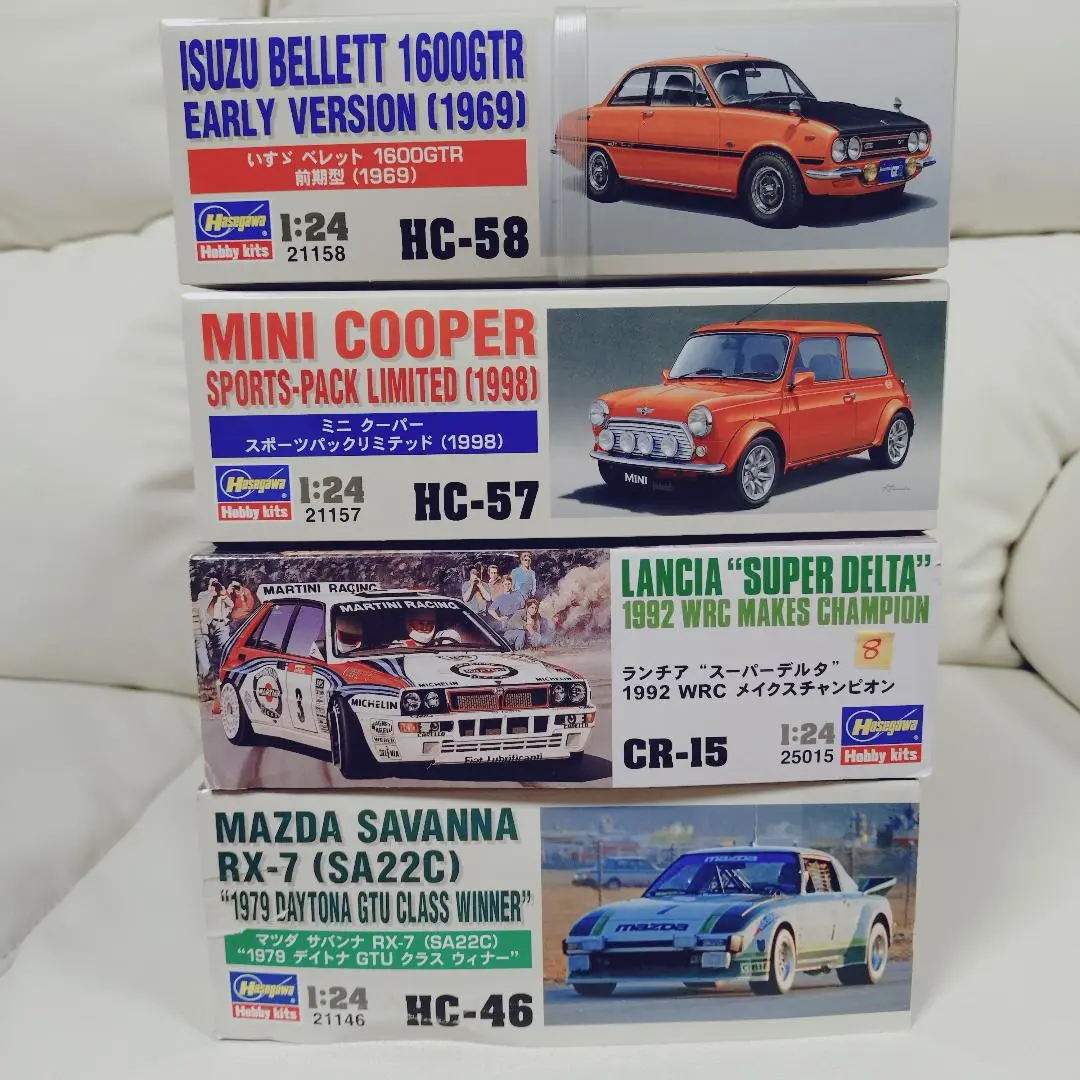 ISUZU BELLETT 1600GTR
EARLY VERSION (1969)
いすゞ ベレット 1600GTR
前期型 (1969)
Hasegawa
Hobby kits
1:24
21158
HC-58
MINI COOPER
SPORTS-PACK LIMITED (1998)
ミニ クーパー
スポーツパックリミテッド (1998)
Hasegawa
Hobby kits
1:24
21157
HC-57
MINI
MARTINI RACING
MARTINI RACING
MICHELIN
MICHELIN
MICHELIN
3
Fiat Lubrificanti
LANCIA “SUPER DELTA”
1992 WRC MAKES CHAMPION
8
ランチア “スーパーデルタ”
1992 WRC メイクスチャンピオン
CR-15
1:24
25015
Hasegawa
Hobby kits
MAZDA SAVANNA
RX-7 (SA22C)
“1979 DAYTONA GTU CLASS WINNER”
マツダ サバンナ RX-7 (SA22C)
“1979 デイトナ GTU クラス ウィナー”
Hasegawa
Hobby kits
1:24
21146
HC-46
mazda
mazda